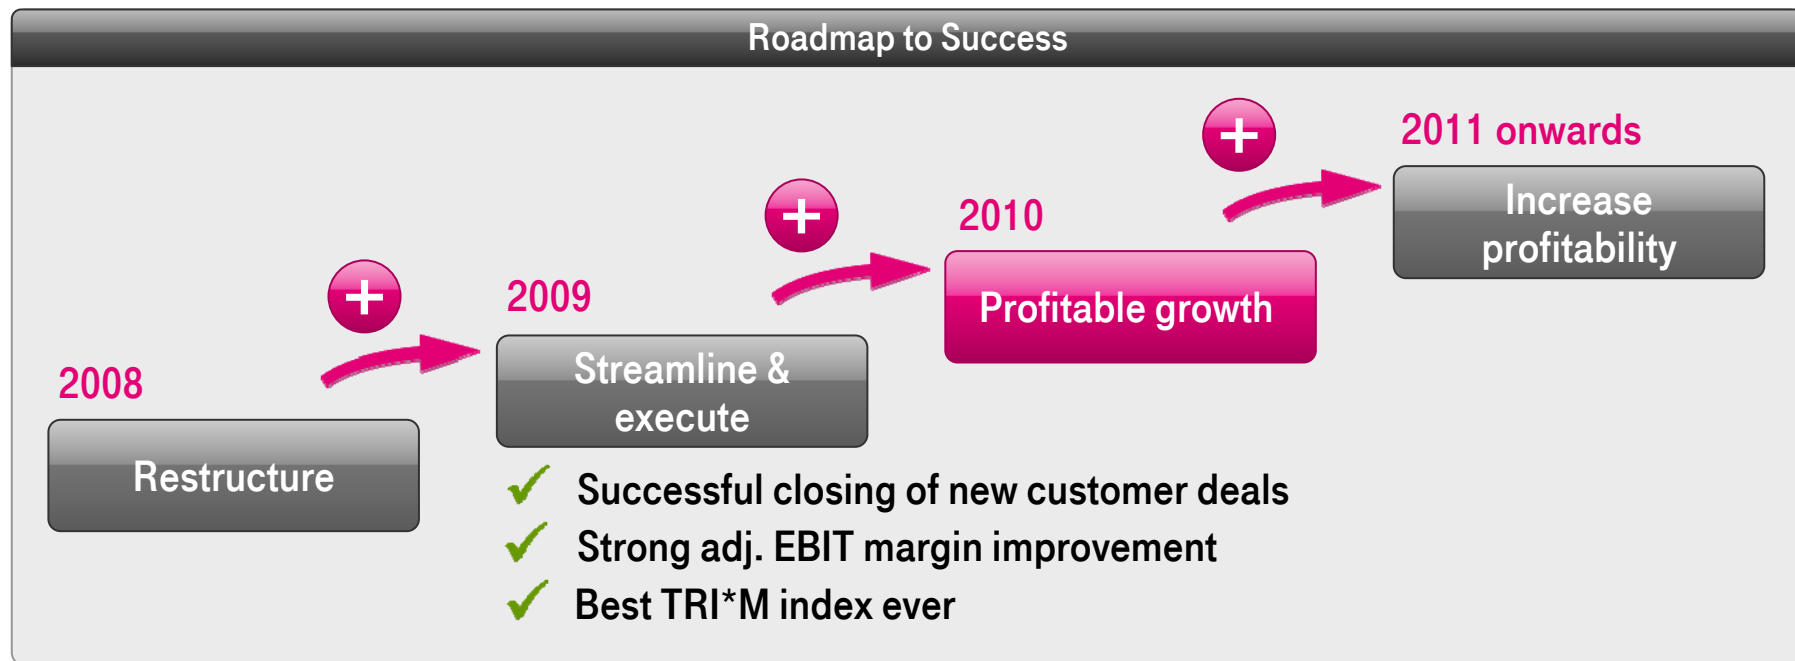 Roadmap to Success
2008
Restructure
2009
Streamline &
execute
Successful closing of new customer deals
Strong adj. EBIT margin improvement
Best TRI*M index ever
2010
Profitable growth
2011 onwards
Increase
profitability